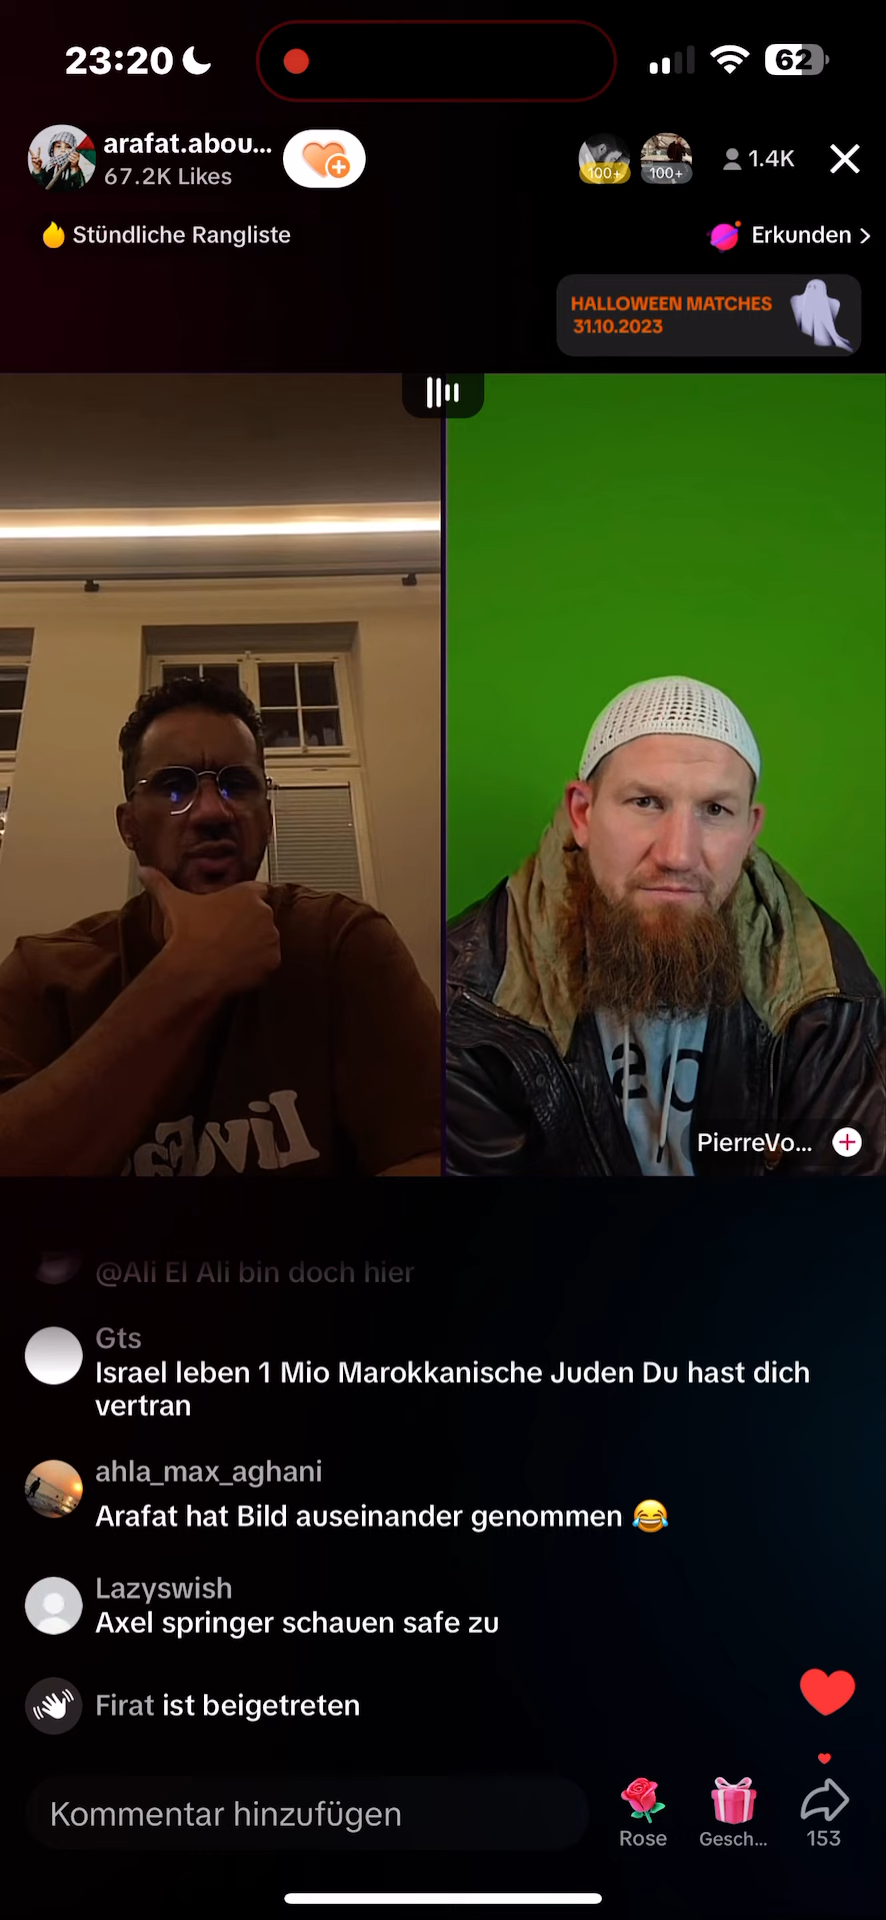 23:20
62
arafat.abou...
67.2K Likes
100+
100+
1.4K
Stündliche Rangliste
Erkunden >
HALLOWEEN MATCHES
31.10.2023
PierreVo...
@Ali El Ali bin doch hier
Gts
Israel leben 1 Mio Marokkanische Juden Du hast dich
vertran
ahla_max_aghani
Arafat hat Bild auseinander genommen 😂
Lazyswish
Axel springer schauen safe zu
Firat ist beigetreten
Kommentar hinzufügen
Rose
Gesch...
153